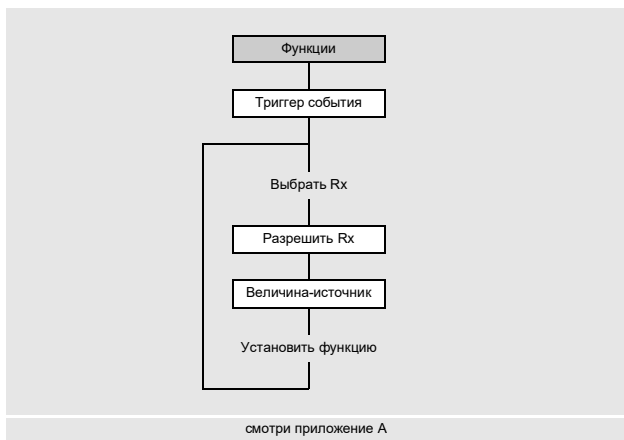 Функции
Триггер события
Выбрать Rx
Разрешить Rx
Величина-источник
Установить функцию
смотри приложение A